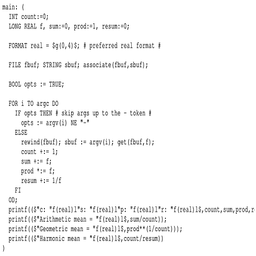 main: (
INT count:=0;
LONG REAL f, sum:=0, prod:=1, resum:=0;
FORMAT real = $g(0,4)$; # preferred real format #
FILE fbuf; STRING sbuf; associate(fbuf,sbuf);
BOOL opts := TRUE;
FOR i TO argc DO
IF opts THEN # skip args up to the - token #
opts := argv(i) NE "-"
ELSE
rewind(fbuf); sbuf := argv(i); get(fbuf,f);
count +:= 1;
sum +:= f;
prod *:= f;
resum +:= 1/f
FI
OD;
printf(($"c: "f(real)l"s: "f(real)l"p: "f(real)l"r: "f(real)l$,count,sum,prod,r
printf(($"Arithmetic mean = "f(real)l$,sum/count));
printf(($"Geometric mean = "f(real)l$,prod**(1/count)));
printf(($"Harmonic mean = "f(real)l$,count/resum))
)